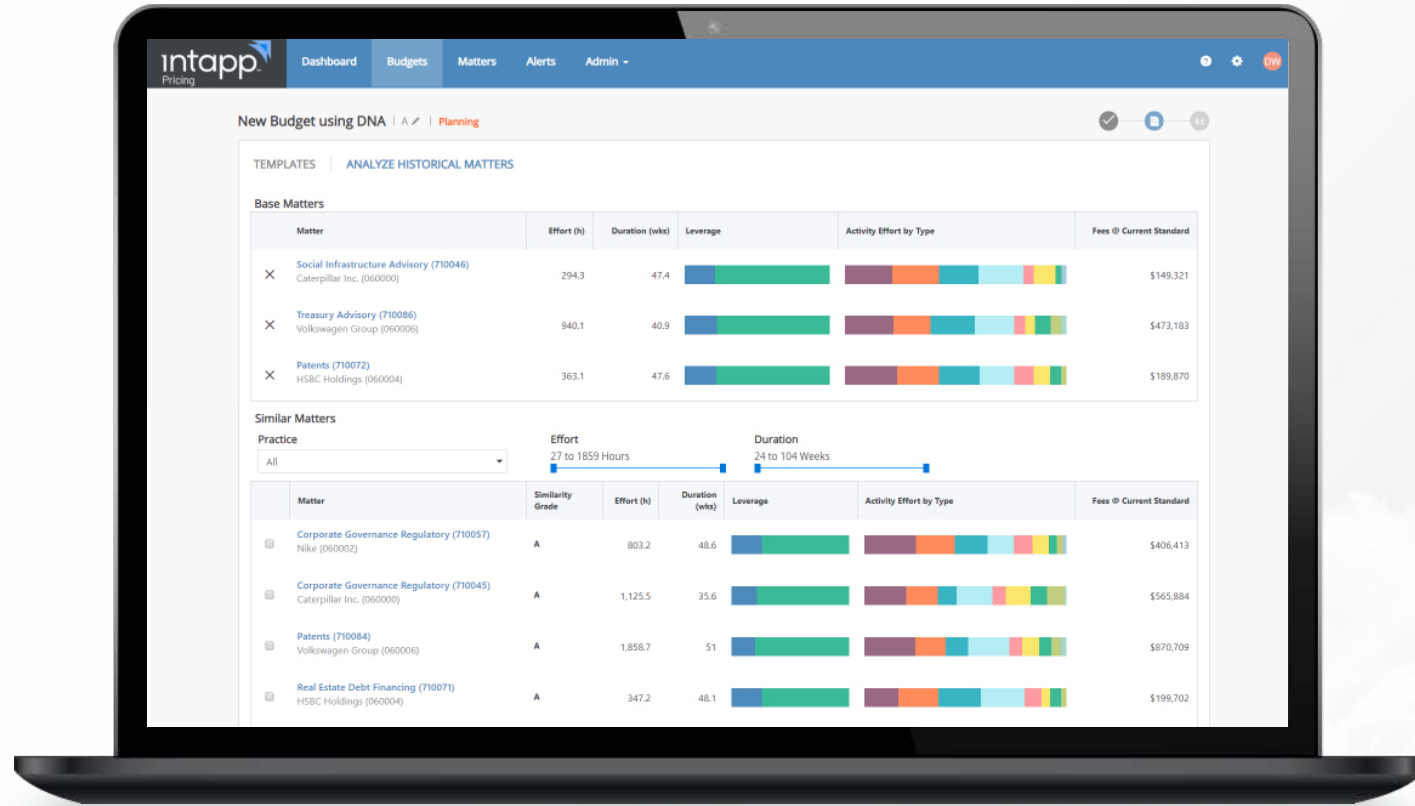 ıntapp
Pricing
Dashboard Budgets Matters Alerts Admin
?
DW
New Budget using DNA | A | Planning
TEMPLATES | ANALYZE HISTORICAL MATTERS
Base Matters
Matter Effort (h) Duration (wks) Leverage Activity Effort by Type Fees @ Current Standard
Social Infrastructure Advisory (710046)
Caterpillar Inc. (060000)
294.3 47.4 $149,321
Treasury Advisory (710086)
Volkswagen Group (060006)
940.1 40.9 $473,183
Patents (710072)
HSBC Holdings (060004)
363.1 47.6 $189,870
Similar Matters
Practice Effort Duration
All 27 to 1859 Hours 24 to 104 Weeks
Matter Similarity Grade Effort (h) Duration (wks) Leverage Activity Effort by Type Fees @ Current Standard
Corporate Governance Regulatory (710057)
Nike (060002)
A 803.2 48.6 $406,413
Corporate Governance Regulatory (710045)
Caterpillar Inc. (060000)
A 1,125.5 35.6 $565,884
Patents (710084)
Volkswagen Group (060006)
A 1,858.7 51 $870,709
Real Estate Debt Financing (710071)
HSBC Holdings (060004)
A 347.2 48.1 $199,702